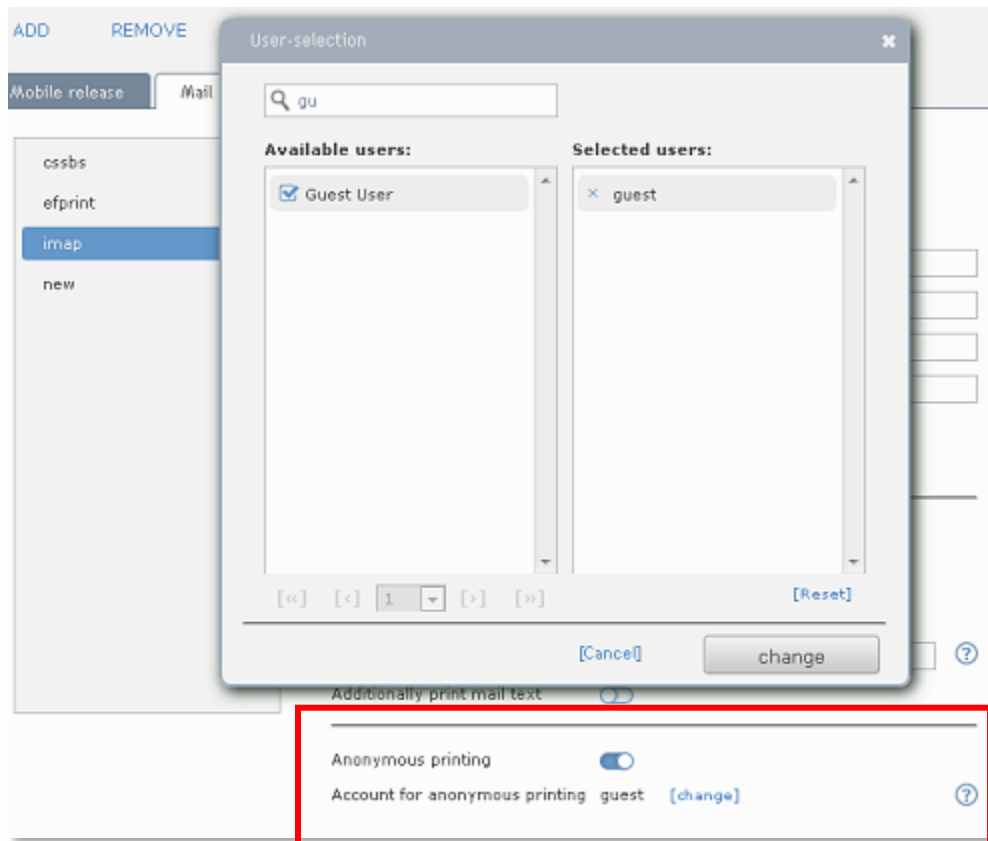 ADD REMOVE
Mobile release Mail
cssbs
efprint
imap
new
User-selection
gu
Available users: Selected users:
Guest User guest
[«] [‹] 1 [›] [»] [Reset]
[Cancel] change
Additionally print mail text
Anonymous printing
Account for anonymous printing guest [change]